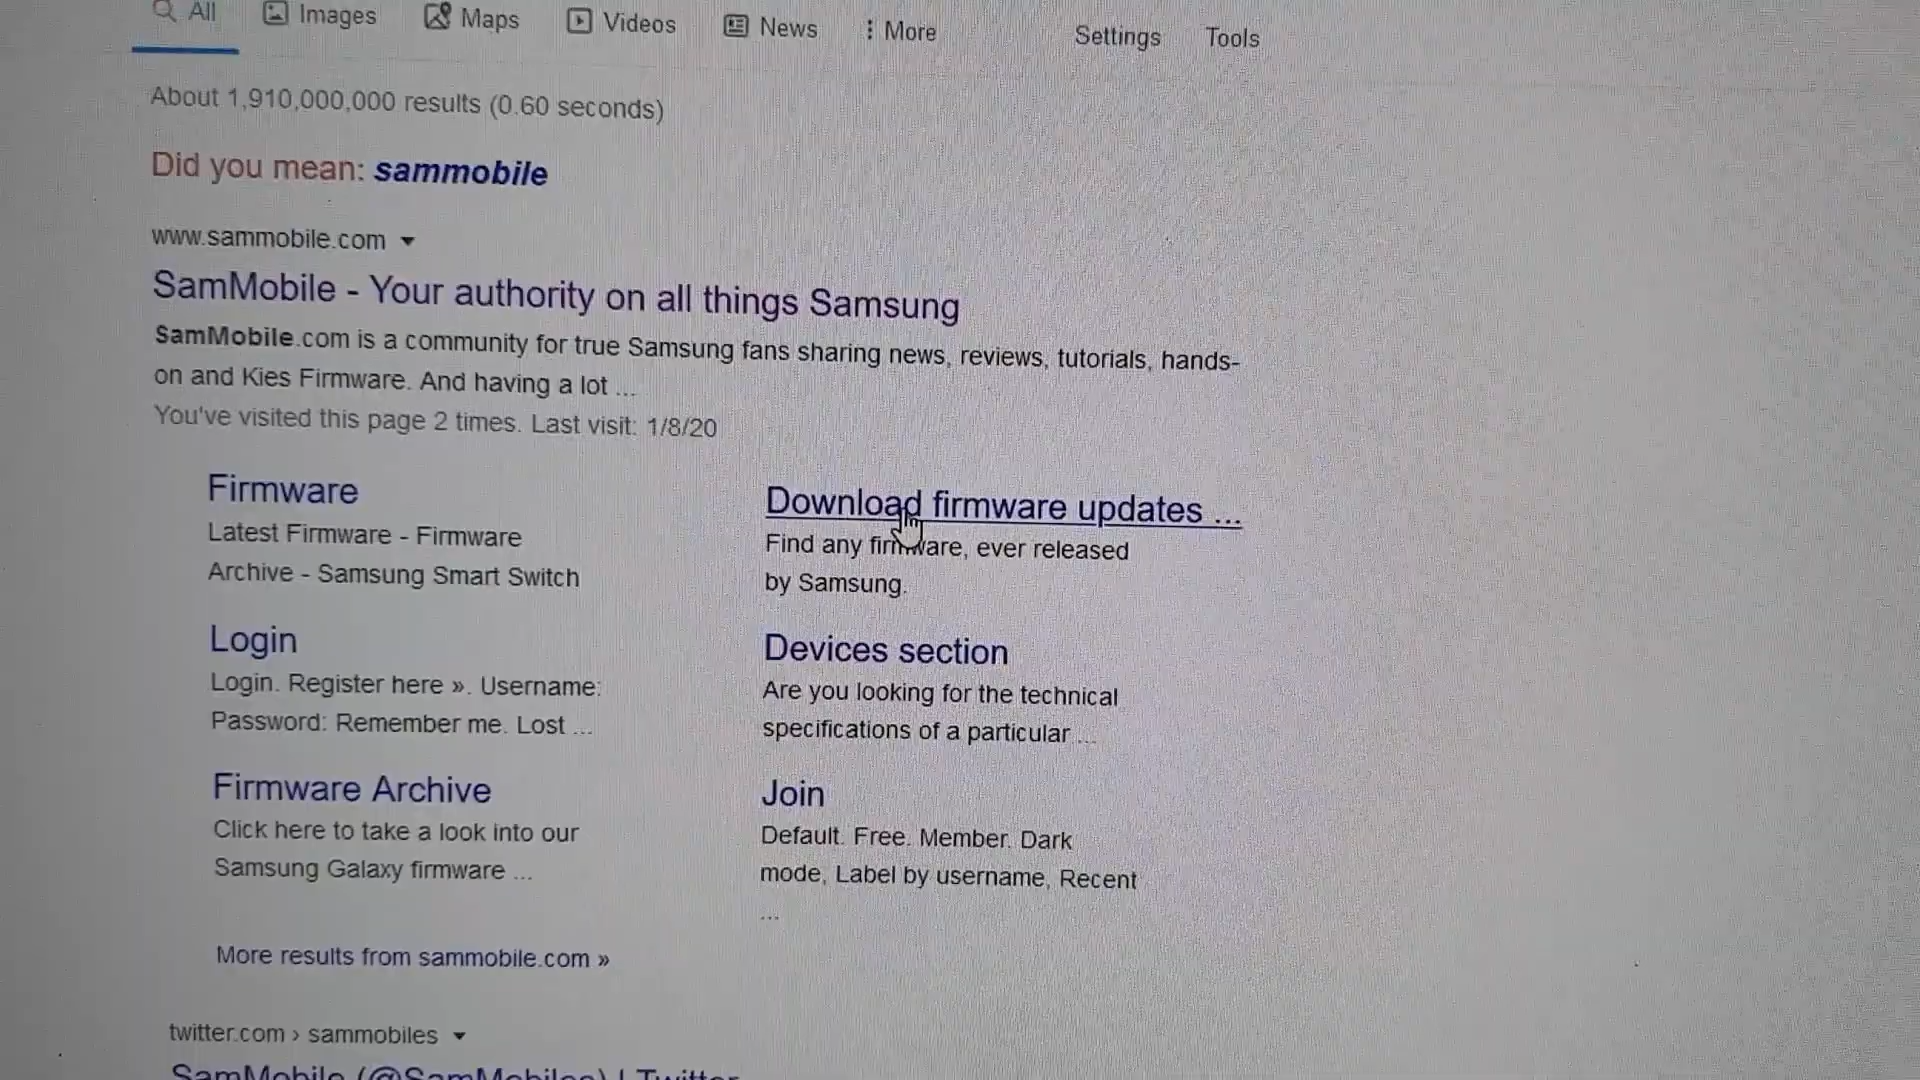 All Images Maps Videos News More Settings Tools
About 1,910,000,000 results (0.60 seconds)
Did you mean: sammobile
www.sammobile.com
SamMobile - Your authority on all things Samsung
SamMobile.com is a community for true Samsung fans sharing news, reviews, tutorials, hands-
on and Kies Firmware. And having a lot ...
You've visited this page 2 times. Last visit: 1/8/20
Firmware
Latest Firmware - Firmware
Archive - Samsung Smart Switch
Download firmware updates ...
Find any firmware, ever released
by Samsung.
Login
Login. Register here ». Username:
Password: Remember me. Lost ...
Devices section
Are you looking for the technical
specifications of a particular ...
Firmware Archive
Click here to take a look into our
Samsung Galaxy firmware ...
Join
Default. Free. Member. Dark
mode, Label by username, Recent
...
More results from sammobile.com »
twitter.com › sammobiles
SamMobile (@SamMobiles) | Twitter